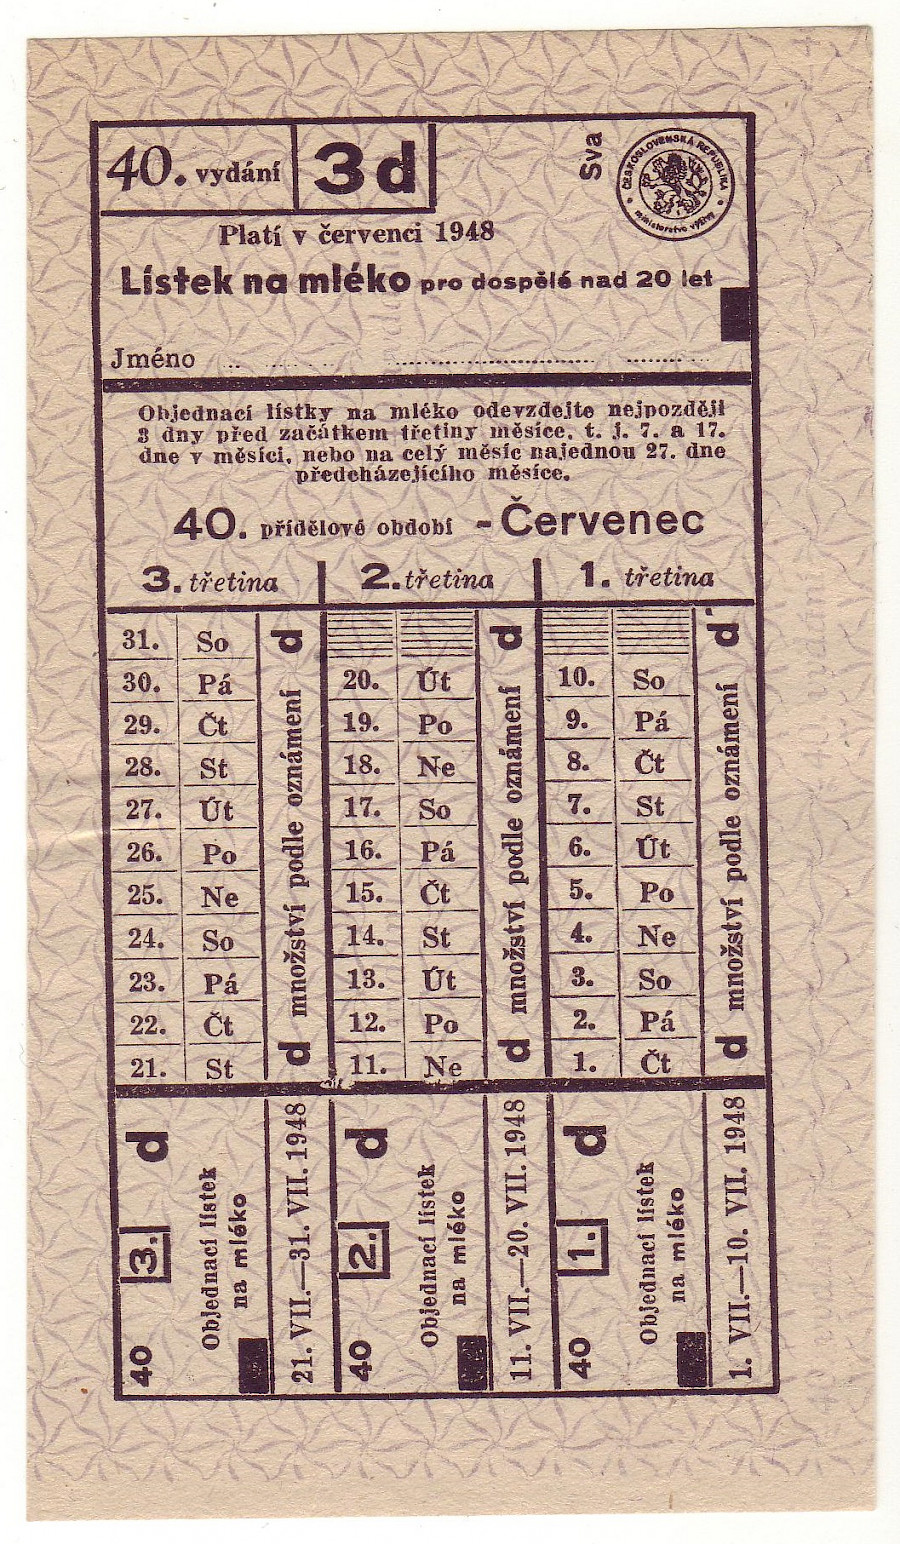 40. vydání
3d
Sva
ČESKOSLOVENSKÁ REPUBLIKA
ministerstvo výživy
Platí v červenci 1948
Lístek na mléko pro dospělé nad 20 let
Jméno
Objednací lístky na mléko odevzdejte nejpozději
3 dny před začátkem třetiny měsíce, t. j. 7. a 17.
dne v měsíci, nebo na celý měsíc najednou 27. dne
předcházejícího měsíce.
40. přídělové období - Červenec
3. třetina 2. třetina 1. třetina
31. So
30. Pá 20. Út 10. So
29. Čt 19. Po 9. Pá
28. St 18. Ne 8. Čt
27. Út 17. So 7. St
26. Po 16. Pá 6. Út
25. Ne 15. Čt 5. Po
24. So 14. St 4. Ne
23. Pá 13. Út 3. So
22. Čt 12. Po 2. Pá
21. St 11. Ne 1. Čt
d množství podle oznámení d
d množství podle oznámení d
d množství podle oznámení d
40 3. d
Objednací lístek
na mléko
21. VII.—31. VII. 1948
40 2. d
Objednací lístek
na mléko
11. VII.—20. VII. 1948
40 1. d
Objednací lístek
na mléko
1. VII.—10. VII. 1948